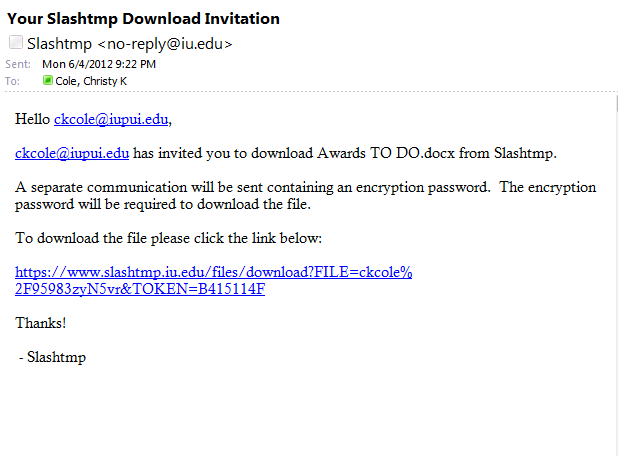 Your Slashtmp Download Invitation
Slashtmp <no-reply@iu.edu>
Sent: Mon 6/4/2012 9:22 PM
To: Cole, Christy K
Hello ckcole@iupui.edu,
ckcole@iupui.edu has invited you to download Awards TO DO.docx from Slashtmp.
A separate communication will be sent containing an encryption password.  The encryption
password will be required to download the file.
To download the file please click the link below:
https://www.slashtmp.iu.edu/files/download?FILE=ckcole%
2F95983zyN5vr&TOKEN=B415114F
Thanks!
- Slashtmp